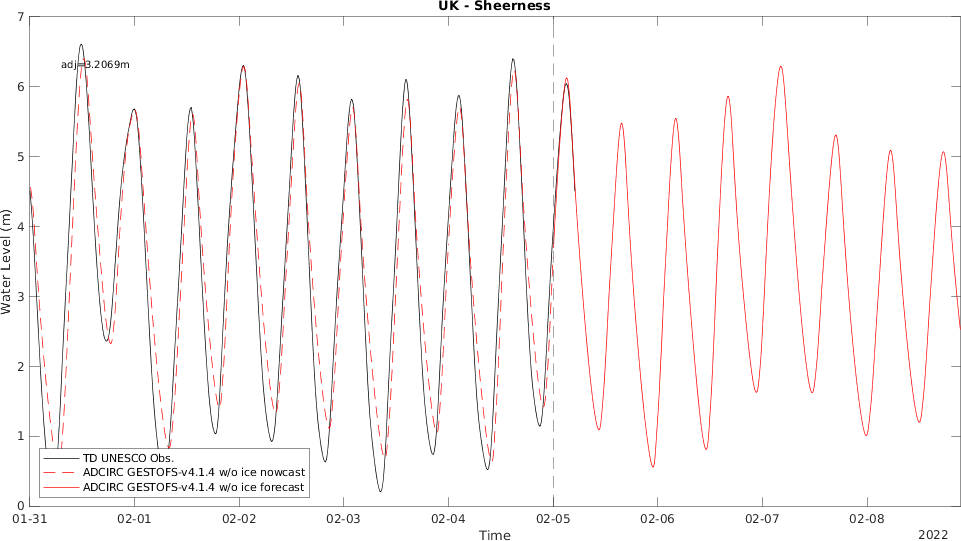 UK - Sheerness
7
6
5
4
3
2
1
0
Water Level (m)
adj=3.2069m
TD UNESCO Obs.
ADCIRC GESTOFS-v4.1.4 w/o ice nowcast
ADCIRC GESTOFS-v4.1.4 w/o ice forecast
01-31 02-01 02-02 02-03 02-04 02-05 02-06 02-07 02-08
Time
2022